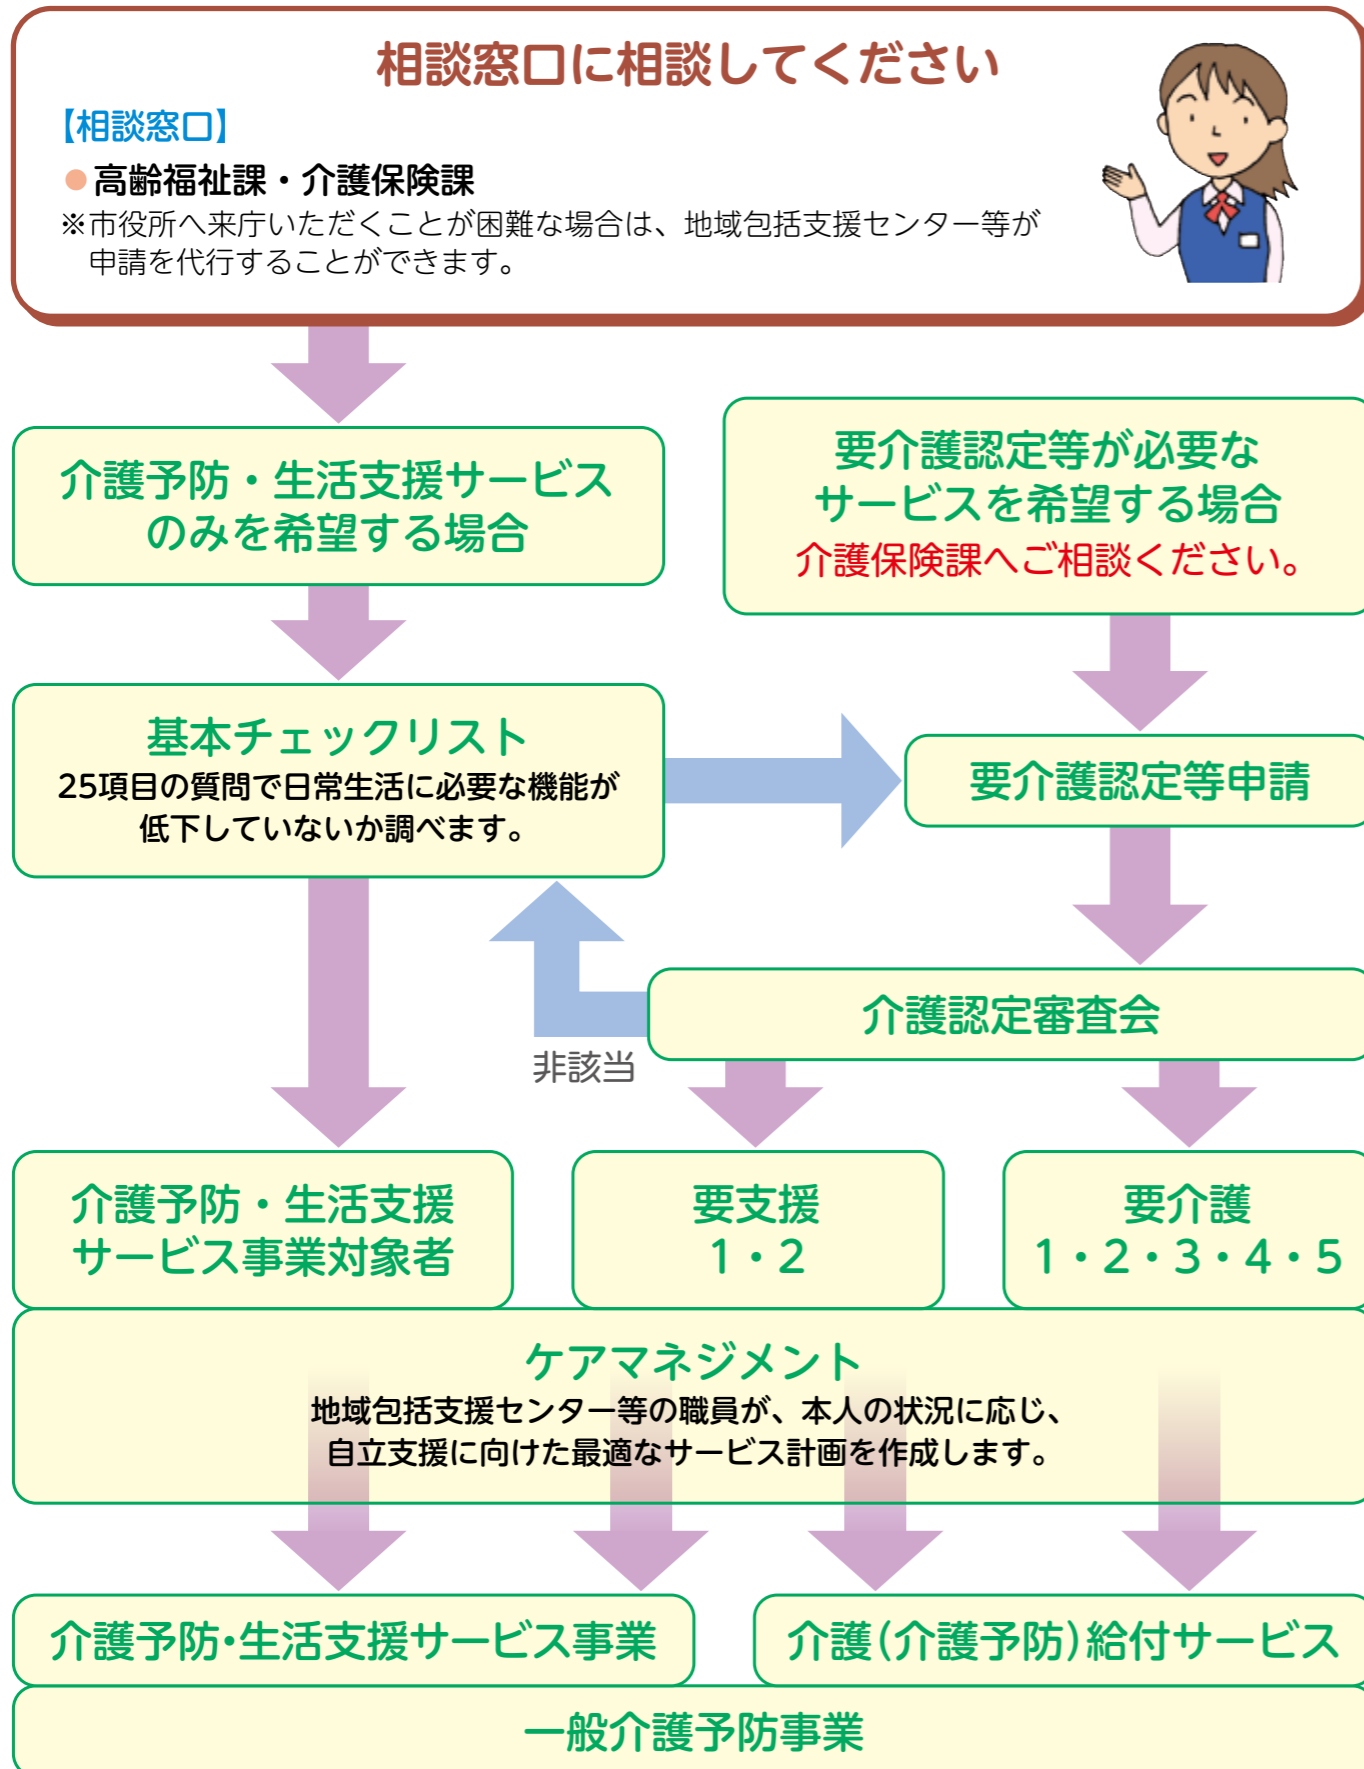 相談窓口に相談してください
【相談窓口】
●高齢福祉課・介護保険課
※市役所へ来庁いただくことが困難な場合は、地域包括支援センター等が
申請を代行することができます。
介護予防・生活支援サービス
のみを希望する場合
要介護認定等が必要な
サービスを希望する場合
介護保険課へご相談ください。
基本チェックリスト
25項目の質問で日常生活に必要な機能が
低下していないか調べます。
要介護認定等申請
介護認定審査会
非該当
介護予防・生活支援
サービス事業対象者
要支援
1・2
要介護
1・2・3・4・5
ケアマネジメント
地域包括支援センター等の職員が、本人の状況に応じ、
自立支援に向けた最適なサービス計画を作成します。
介護予防・生活支援サービス事業
介護(介護予防)給付サービス
一般介護予防事業